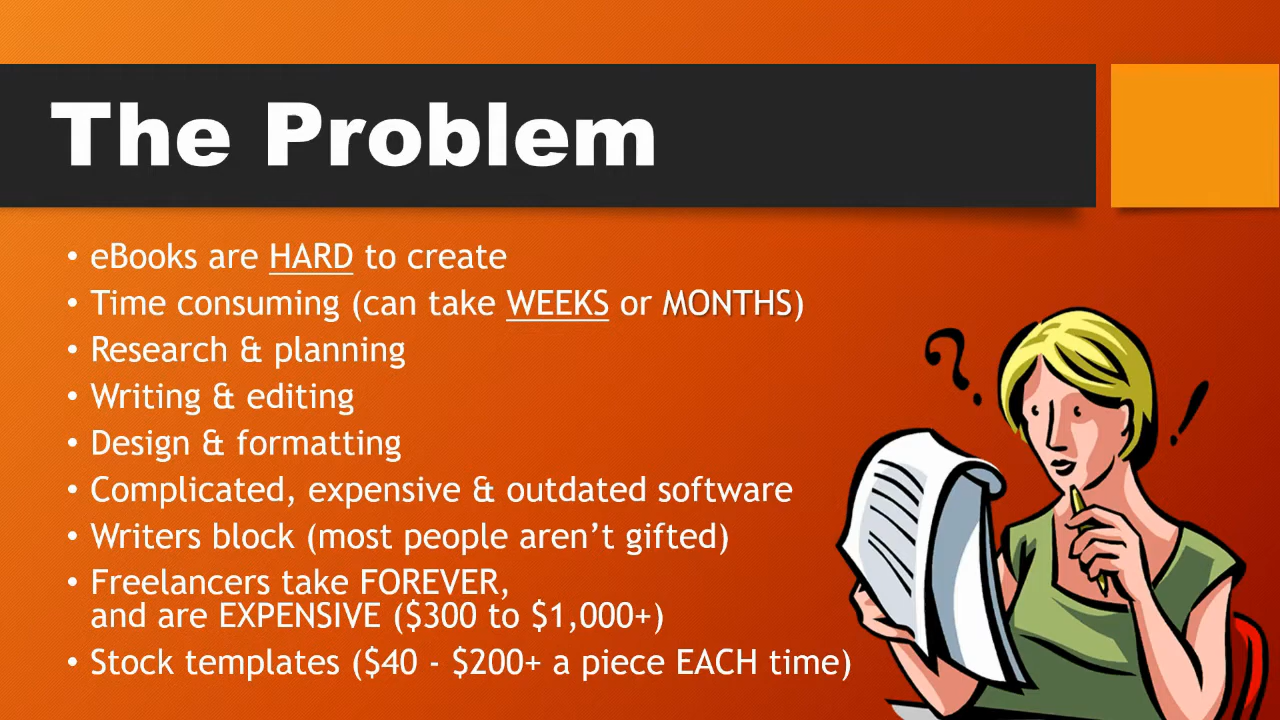 The Problem
• eBooks are HARD to create
• Time consuming (can take WEEKS or MONTHS)
• Research & planning
• Writing & editing
• Design & formatting
• Complicated, expensive & outdated software
• Writers block (most people aren’t gifted)
• Freelancers take FOREVER,
and are EXPENSIVE ($300 to $1,000+)
• Stock templates ($40 - $200+ a piece EACH time)
? !